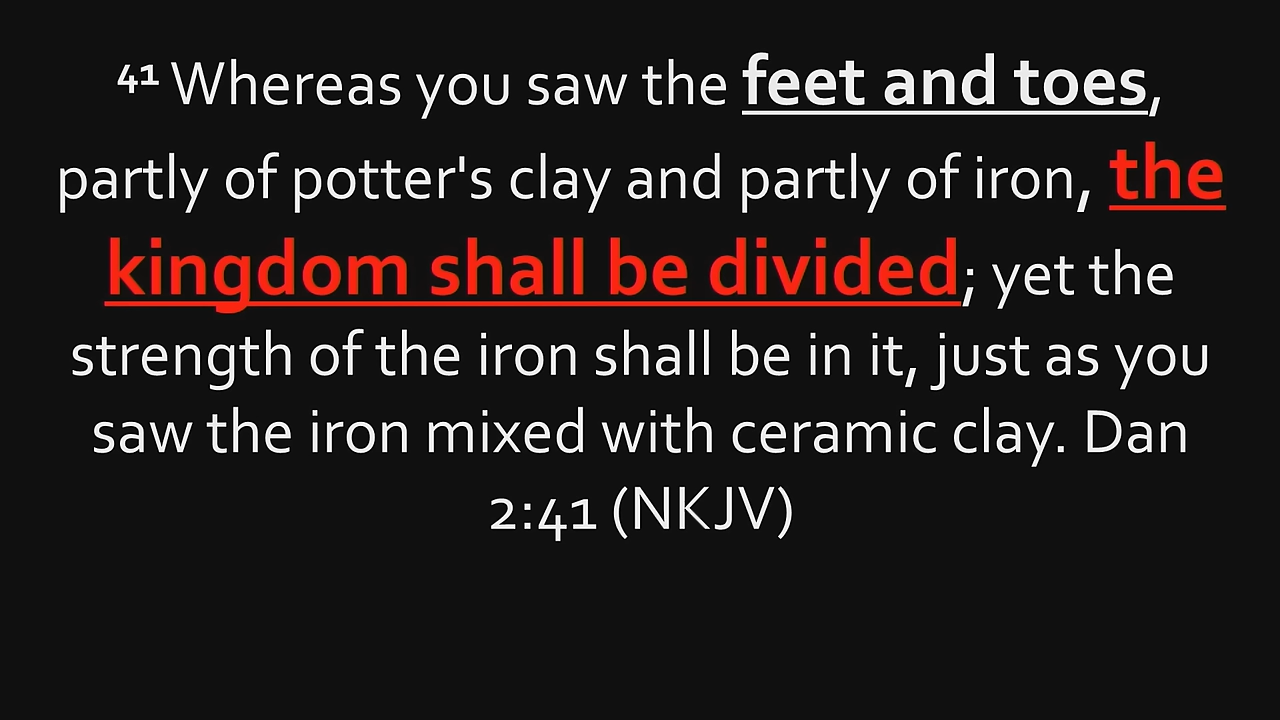 41 Whereas you saw the feet and toes,
partly of potter's clay and partly of iron, the
kingdom shall be divided; yet the
strength of the iron shall be in it, just as you
saw the iron mixed with ceramic clay. Dan
2:41 (NKJV)